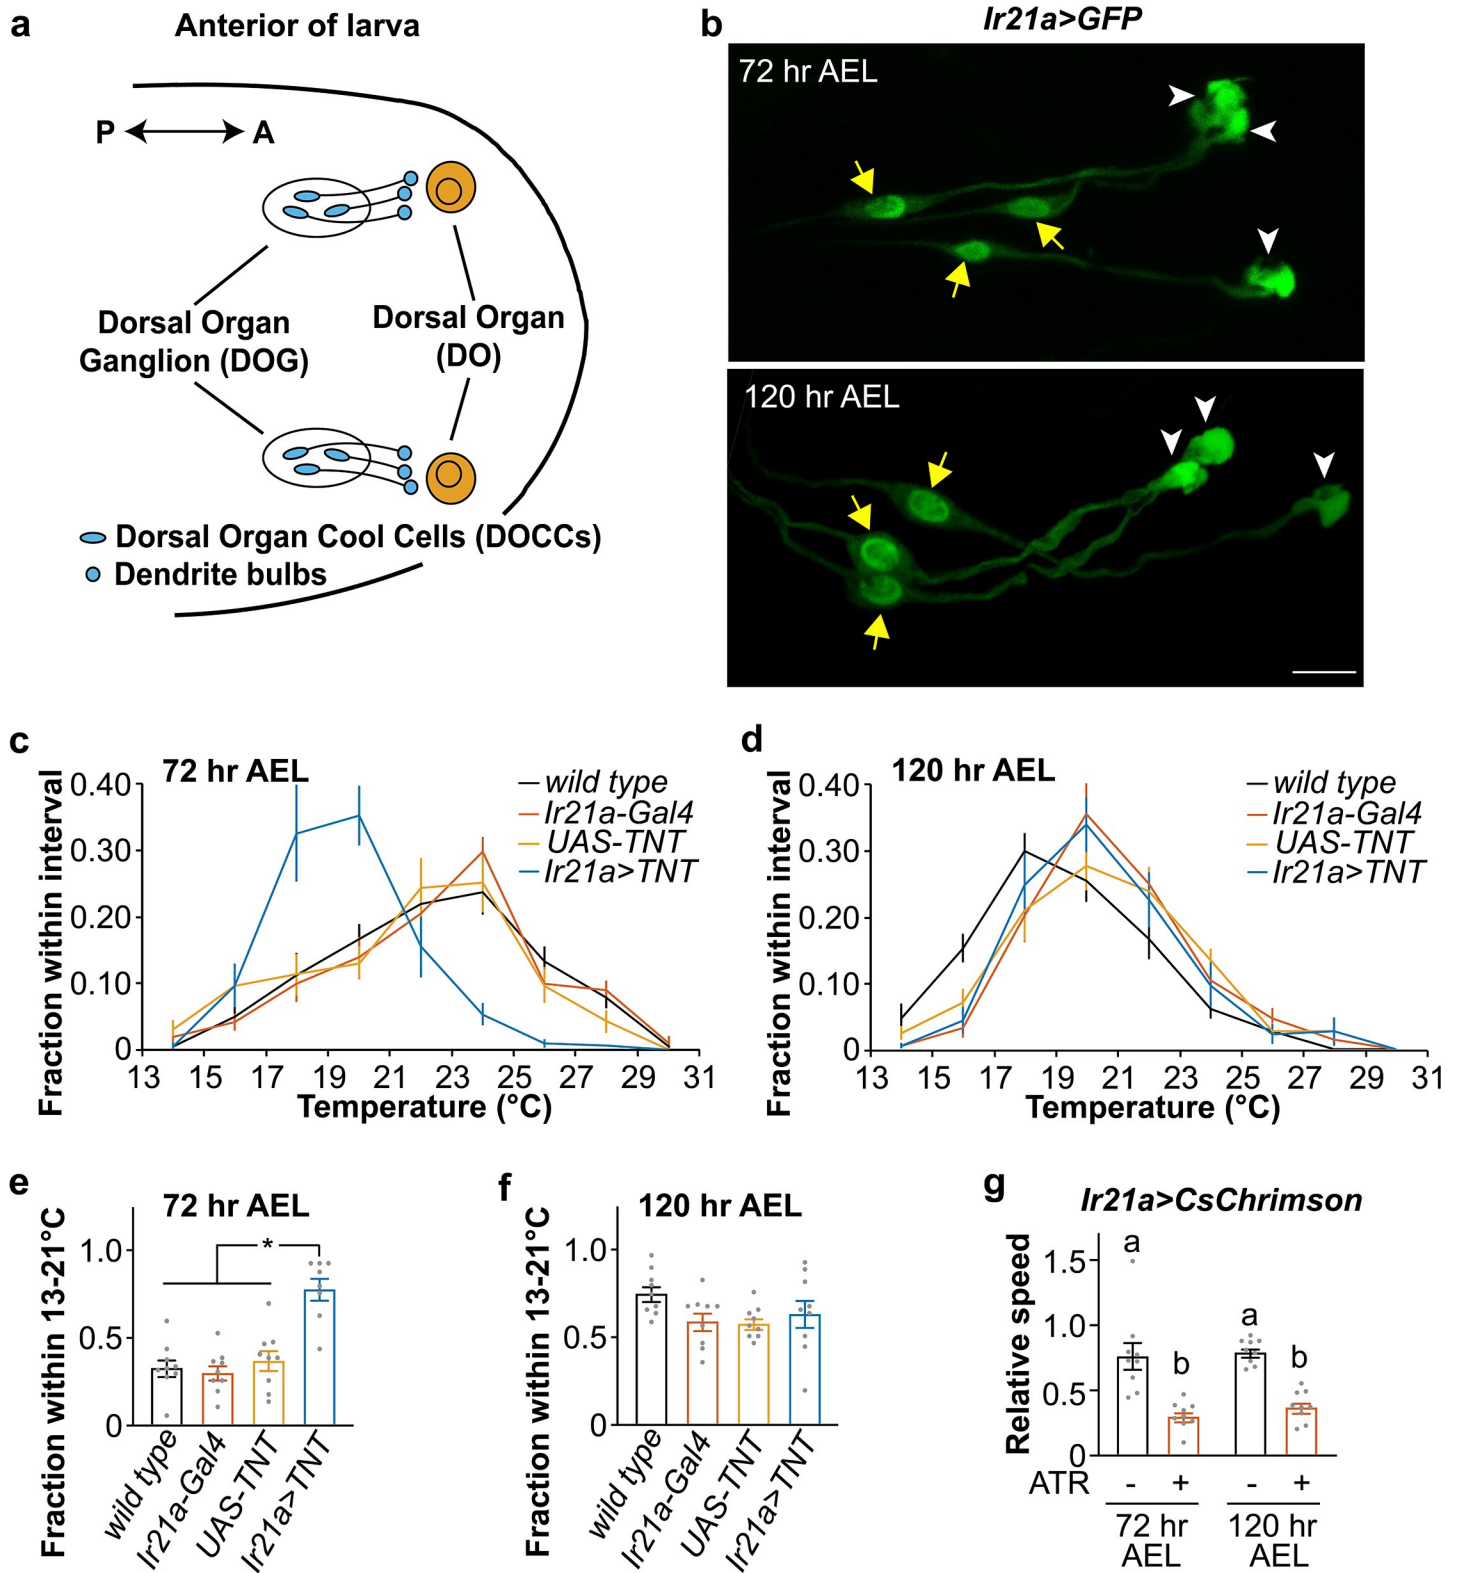 a
Anterior of larva
P
A
Dorsal Organ
Ganglion (DOG)
Dorsal Organ
(DO)
Dorsal Organ Cool Cells (DOCCs)
Dendrite bulbs
b
Ir21a>GFP
72 hr AEL
120 hr AEL
c
72 hr AEL
Fraction within interval
0.40
0.30
0.20
0.10
0
13 15 17 19 21 23 25 27 29 31
Temperature (°C)
wild type
Ir21a-Gal4
UAS-TNT
Ir21a>TNT
d
120 hr AEL
Fraction within interval
0.40
0.30
0.20
0.10
0
13 15 17 19 21 23 25 27 29 31
Temperature (°C)
wild type
Ir21a-Gal4
UAS-TNT
Ir21a>TNT
e
72 hr AEL
Fraction within 13-21°C
1.0
0.5
0
*
wild type
Ir21a-Gal4
UAS-TNT
Ir21a>TNT
f
120 hr AEL
Fraction within 13-21°C
1.0
0.5
0
wild type
Ir21a-Gal4
UAS-TNT
Ir21a>TNT
g
Ir21a>CsChrimson
Relative speed
1.5
1.0
0.5
0
a
b
a
b
ATR - + - +
72 hr
AEL
120 hr
AEL